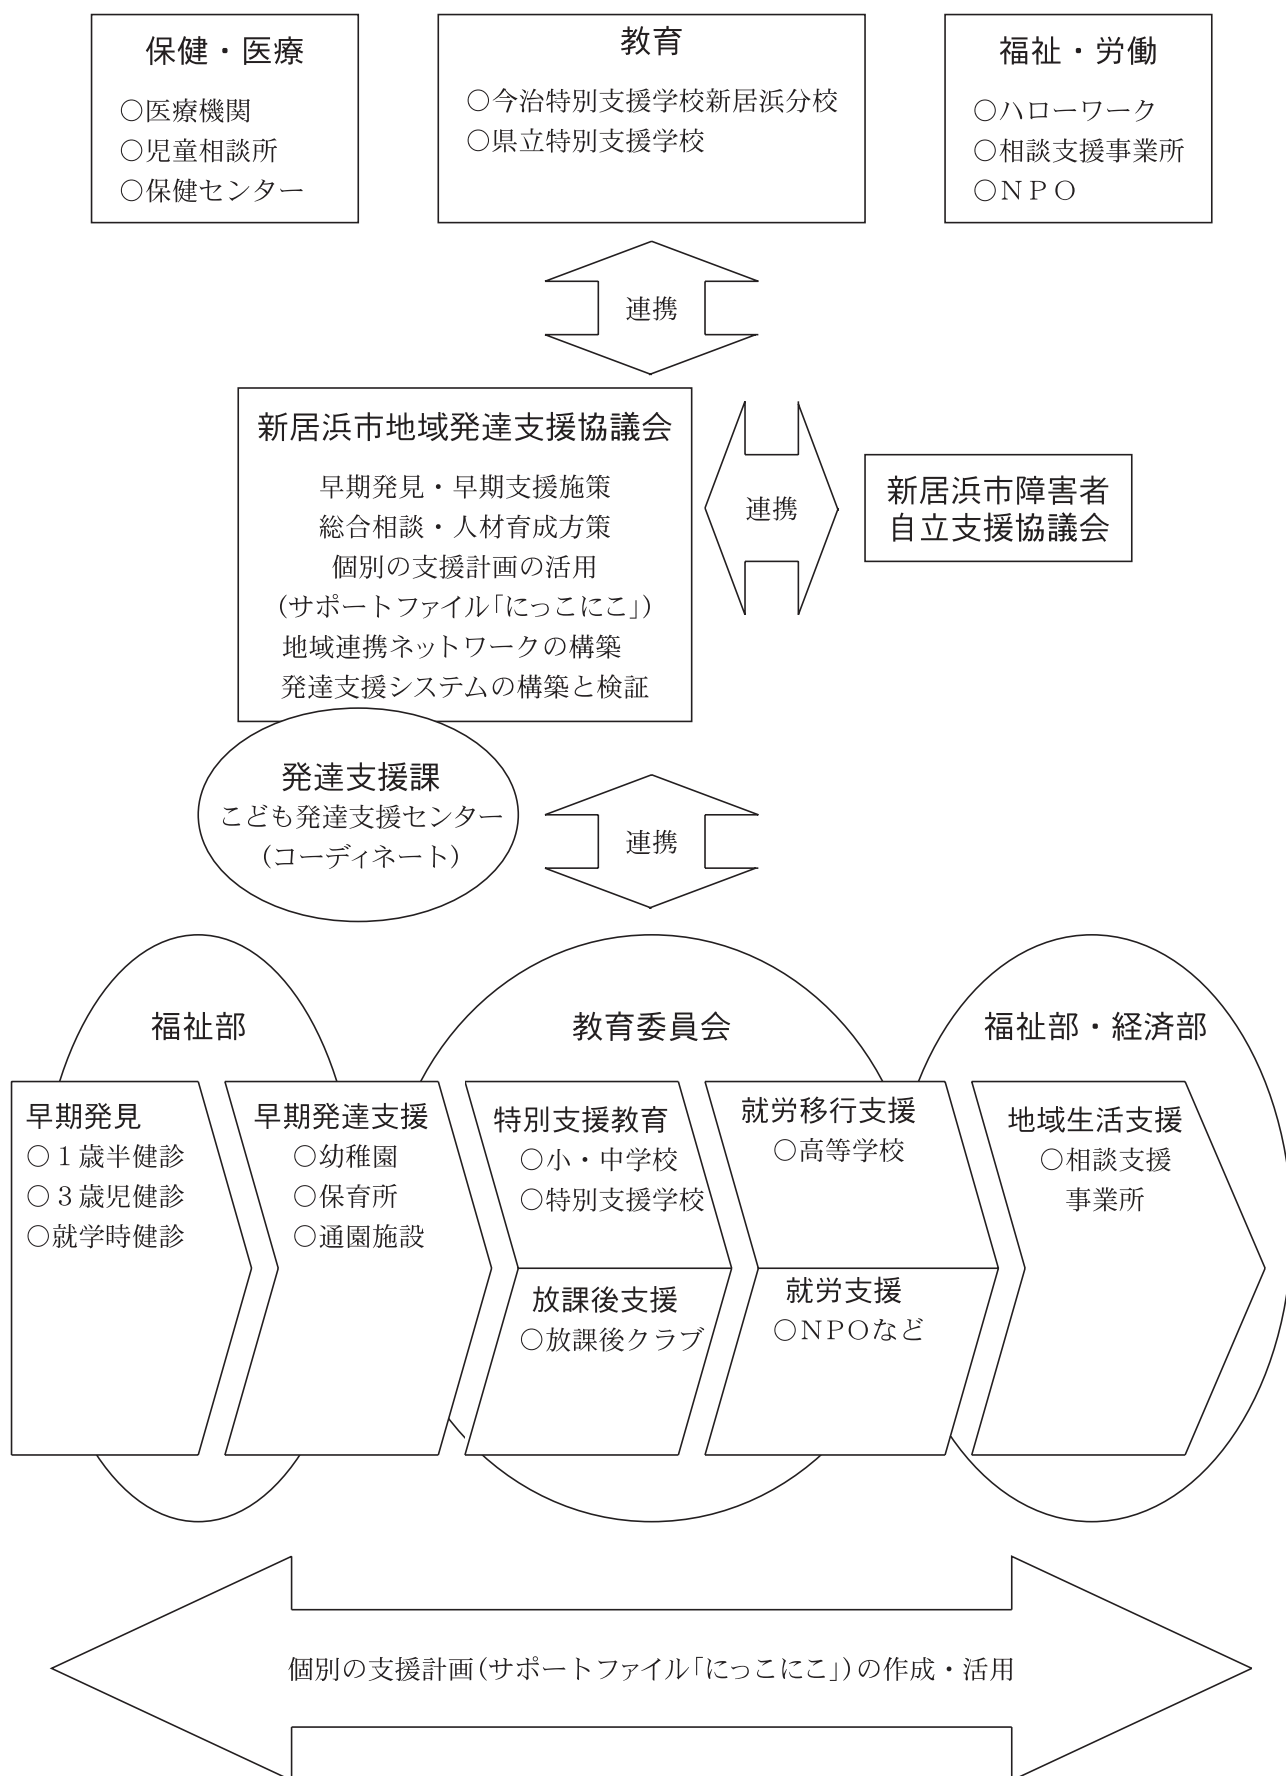 保健・医療
○医療機関
○児童相談所
○保健センター
教育
○今治特別支援学校新居浜分校
○県立特別支援学校
福祉・労働
○ハローワーク
○相談支援事業所
○ＮＰＯ
連携
新居浜市地域発達支援協議会
早期発見・早期支援施策
総合相談・人材育成方策
個別の支援計画の活用
（サポートファイル「にっこにこ」）
地域連携ネットワークの構築
発達支援システムの構築と検証
連携
新居浜市障害者
自立支援協議会
発達支援課
こども発達支援センター
（コーディネート）
連携
福祉部
教育委員会
福祉部・経済部
早期発見
○１歳半健診
○３歳児健診
○就学時健診
早期発達支援
○幼稚園
○保育所
○通園施設
特別支援教育
○小・中学校
○特別支援学校
放課後支援
○放課後クラブ
就労移行支援
○高等学校
就労支援
○ＮＰＯなど
地域生活支援
○相談支援
事業所
個別の支援計画（サポートファイル「にっこにこ」）の作成・活用